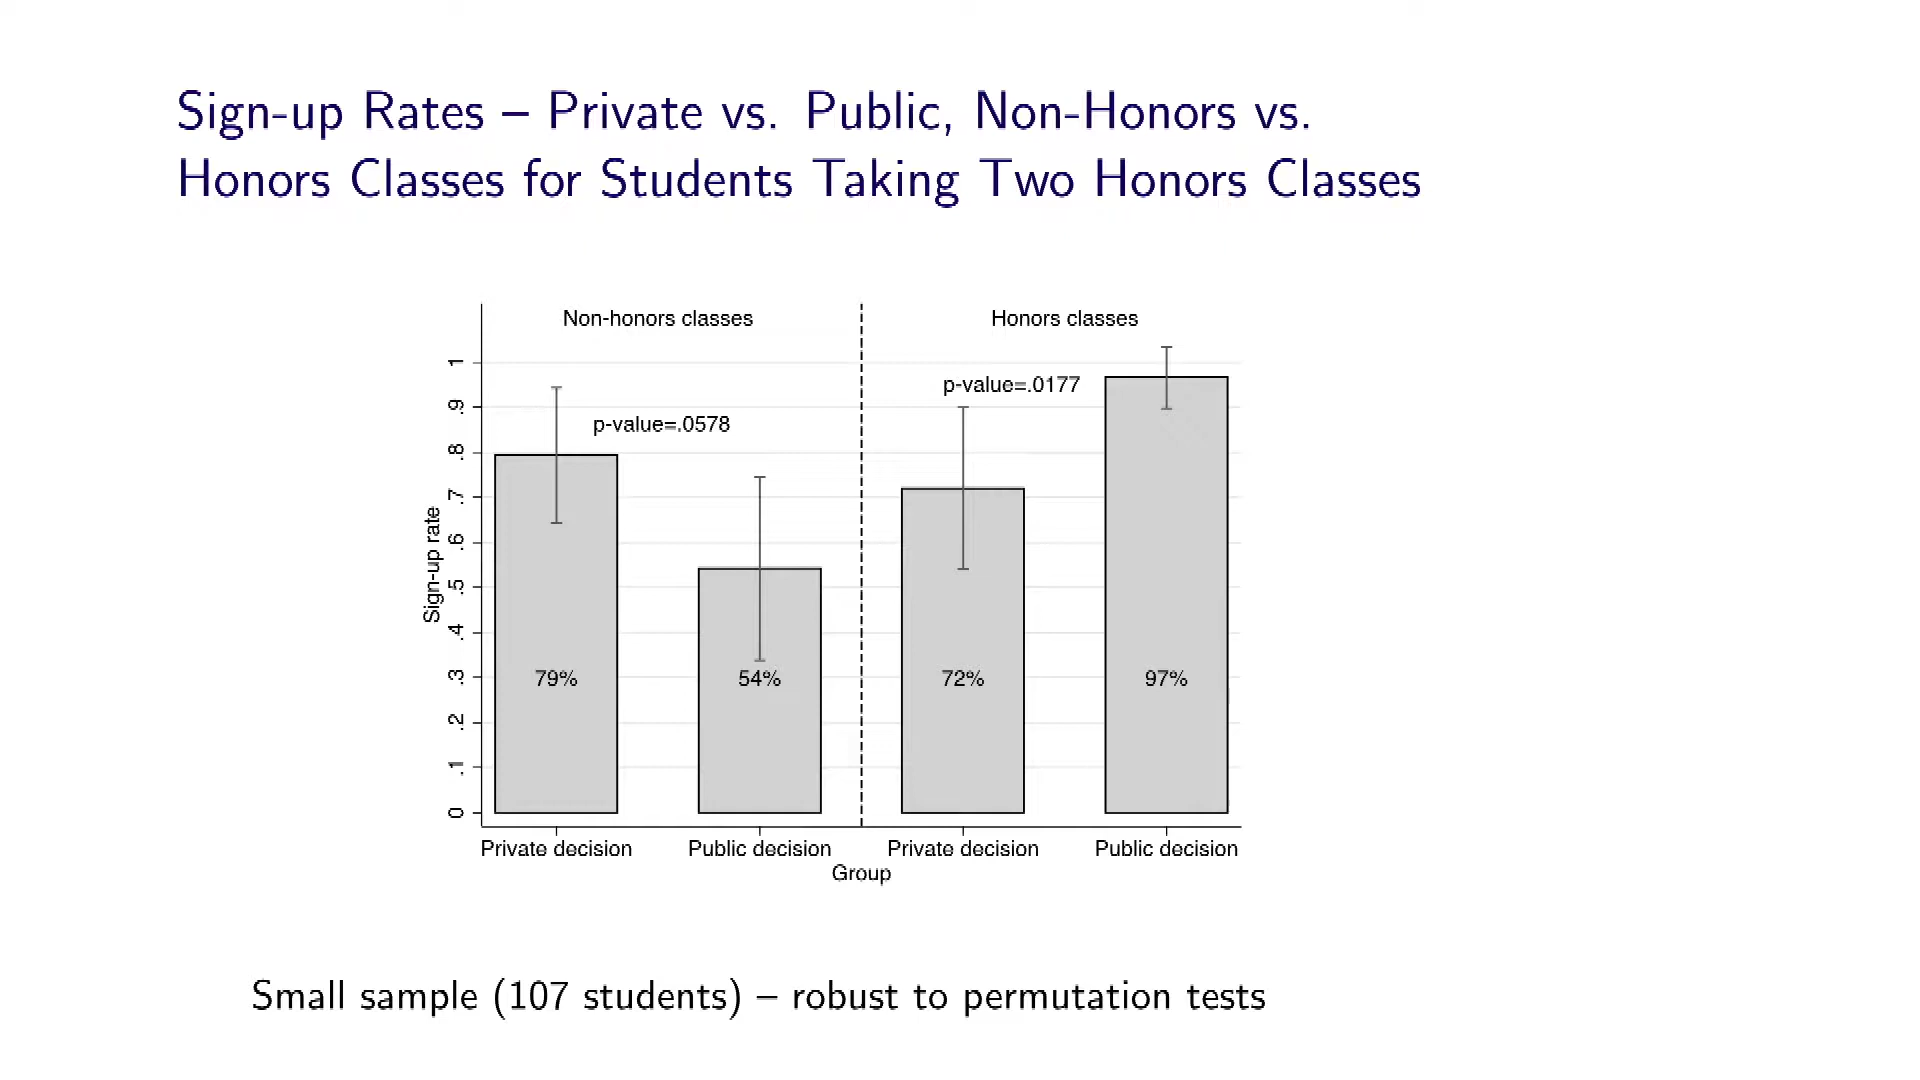 Sign-up Rates – Private vs. Public, Non-Honors vs.
Honors Classes for Students Taking Two Honors Classes
Non-honors classes
Honors classes
p-value=.0578
p-value=.0177
Sign-up rate
1
.9
.8
.7
.6
.5
.4
.3
.2
.1
0
79%
54%
72%
97%
Private decision
Public decision
Private decision
Public decision
Group
Small sample (107 students) – robust to permutation tests